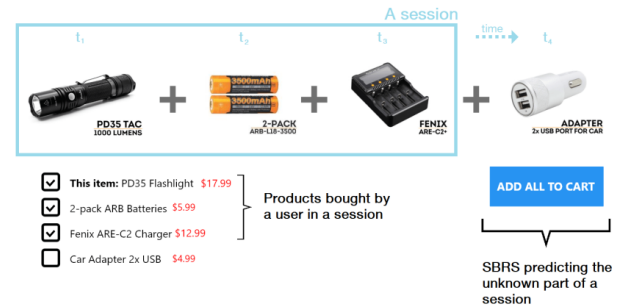 A session
t₁
t₂
t₃
time
t₄
3500mAh
3500mAh
PD35 TAC
1000 LUMENS
2-PACK
ARB-L18-3500
FENIX
ARE-C2+
ADAPTER
2x USB PORT FOR CAR
This item: PD35 Flashlight $17.99
2-pack ARB Batteries $5.99
Fenix ARE-C2 Charger $12.99
Car Adapter 2x USB $4.99
Products bought by
a user in a session
ADD ALL TO CART
SBRS predicting the
unknown part of a
session